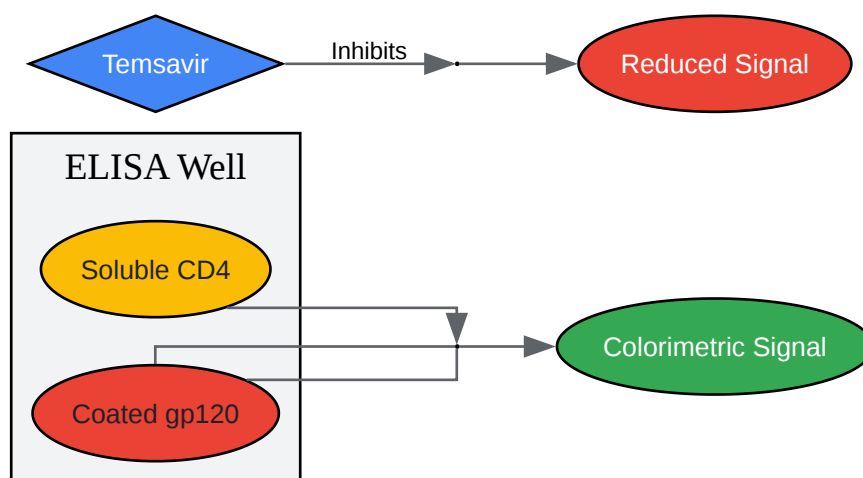 Temsavir
Inhibits
Reduced Signal
ELISA Well
Soluble CD4
Colorimetric Signal
Coated gp120